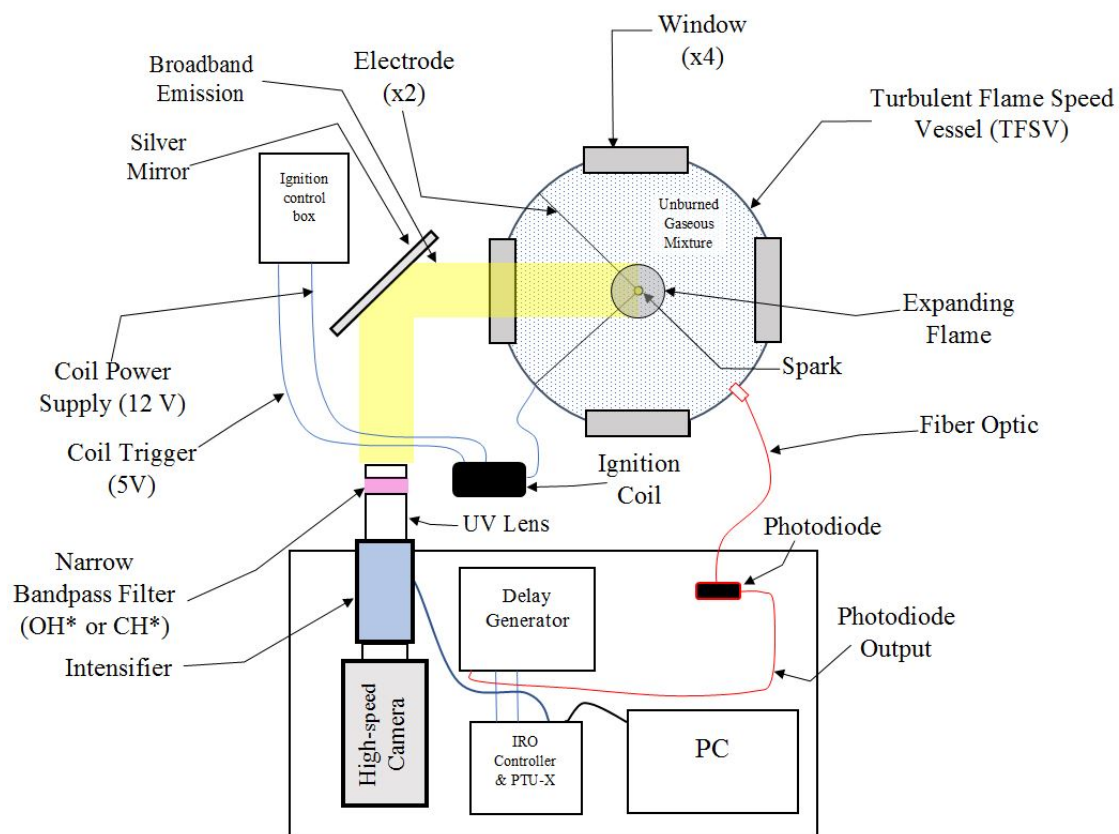 Window
(x4)
Broadband
Emission
Electrode
(x2)
Turbulent Flame Speed
Vessel (TFSV)
Silver
Mirror
Ignition
control
box
Unburned
Gaseous
Mixture
Expanding
Flame
Spark
Coil Power
Supply (12 V)
Coil Trigger
(5V)
Fiber Optic
Ignition
Coil
UV Lens
Photodiode
Narrow
Bandpass Filter
(OH* or CH*)
Intensifier
Delay
Generator
Photodiode
Output
High-speed
Camera
IRO
Controller
& PTU-X
PC